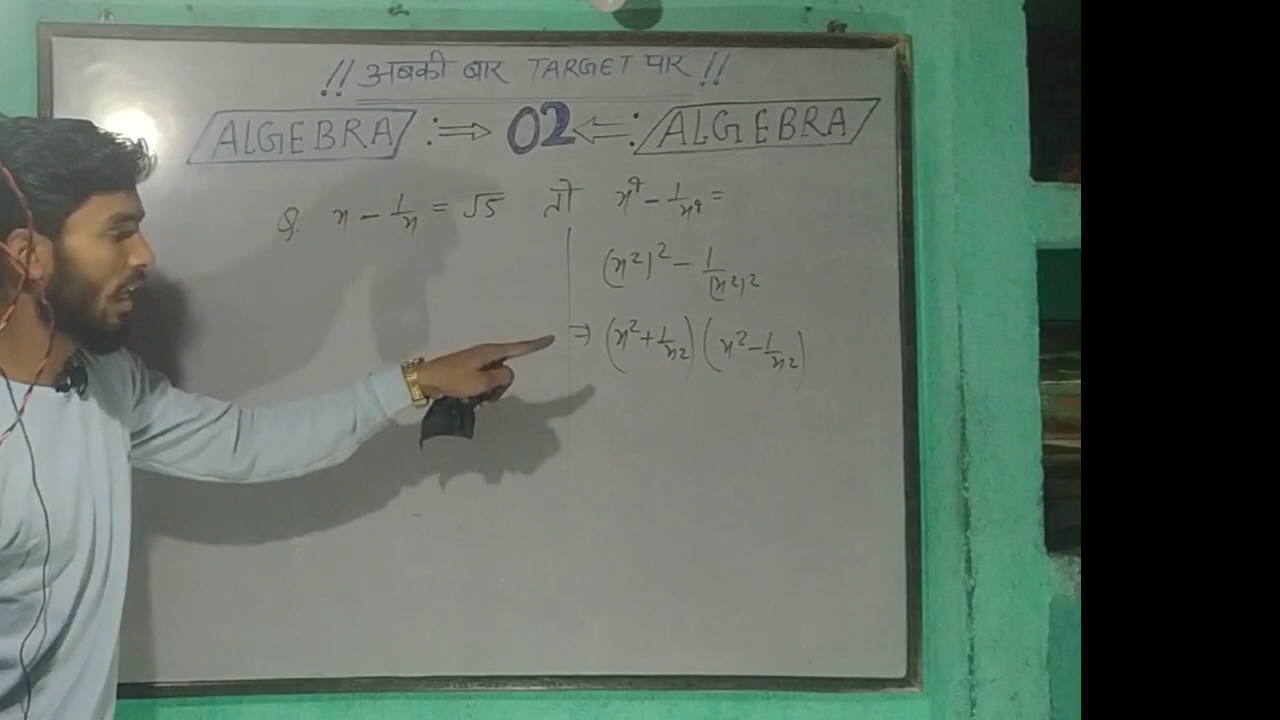 !! अबकी बार TARGET पार !!
ALGEBRA :⇒ 02 ⇐: ALGEBRA
Q. x - 1/x = √5 तो x⁴ - 1/x⁴ =
(x²)² - 1/(x²)²
⇒ (x² + 1/x²) (x² - 1/x²)